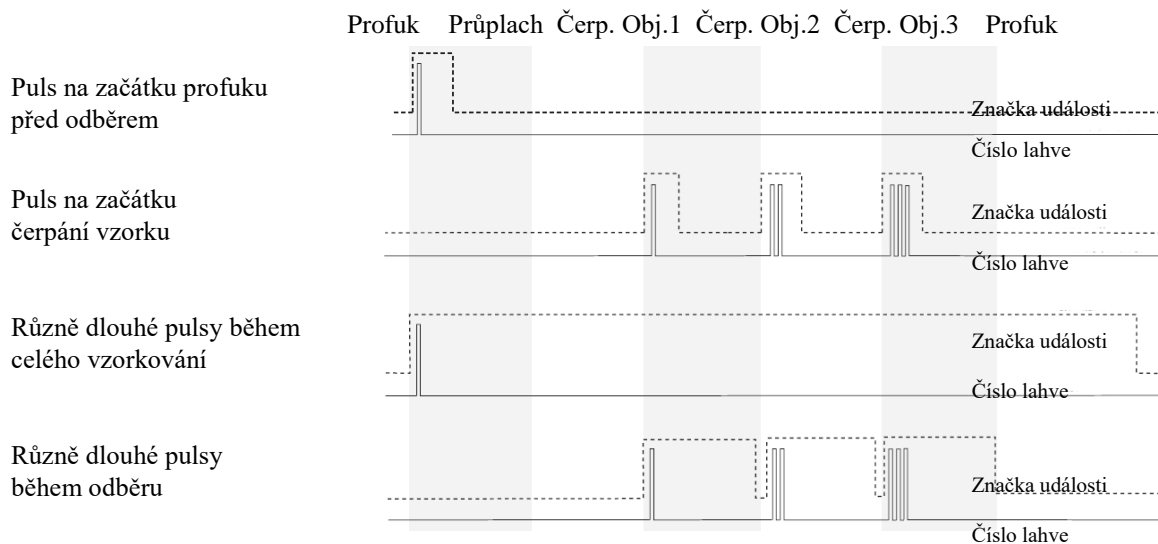 Profuk Průplach Čerp. Obj.1 Čerp. Obj.2 Čerp. Obj.3 Profuk
Puls na začátku profuku
před odběrem
Značka události
Číslo lahve
Puls na začátku
čerpání vzorku
Značka události
Číslo lahve
Různě dlouhé pulsy během
celého vzorkování
Značka události
Číslo lahve
Různě dlouhé pulsy
během odběru
Značka události
Číslo lahve